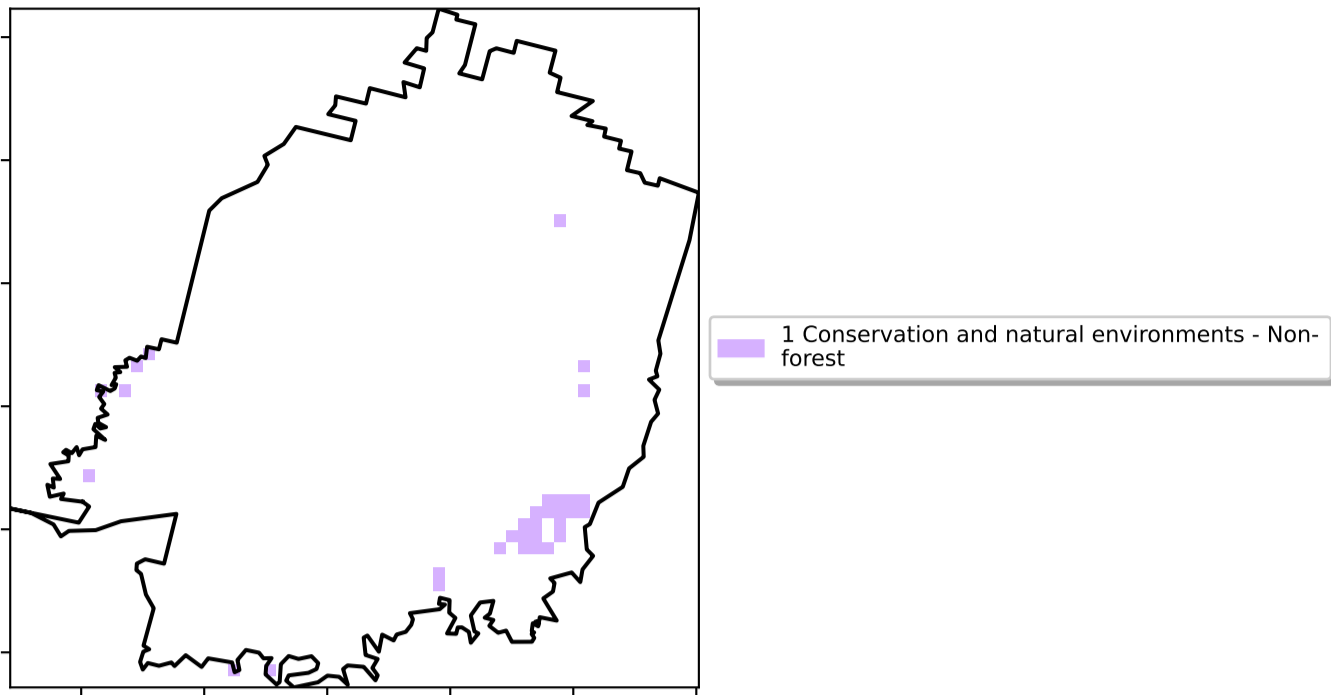 1 Conservation and natural environments - Non-
forest